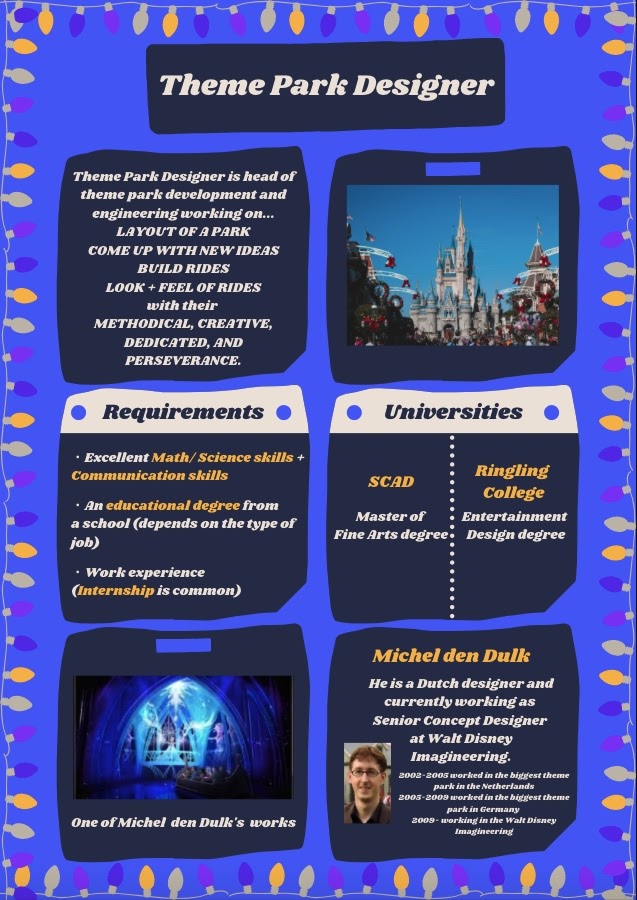 Theme Park Designer
Theme Park Designer is head of
theme park development and
engineering working on...
LAYOUT OF A PARK
COME UP WITH NEW IDEAS
BUILD RIDES
LOOK + FEEL OF RIDES
with their
METHODICAL, CREATIVE,
DEDICATED, AND
PERSEVERANCE.
Requirements
· Excellent Math/ Science skills +
Communication skills
· An educational degree from
a school (depends on the type of
job)
· Work experience
(Internship is common)
Universities
SCAD
Master of
Fine Arts degree
Ringling
College
Entertainment
Design degree
One of Michel den Dulk's works
Michel den Dulk
He is a Dutch designer and
currently working as
Senior Concept Designer
at Walt Disney
Imagineering.
2002-2005 worked in the biggest theme
park in the Netherlands
2005-2009 worked in the biggest theme
park in Germany
2009- working in the Walt Disney
Imagineering